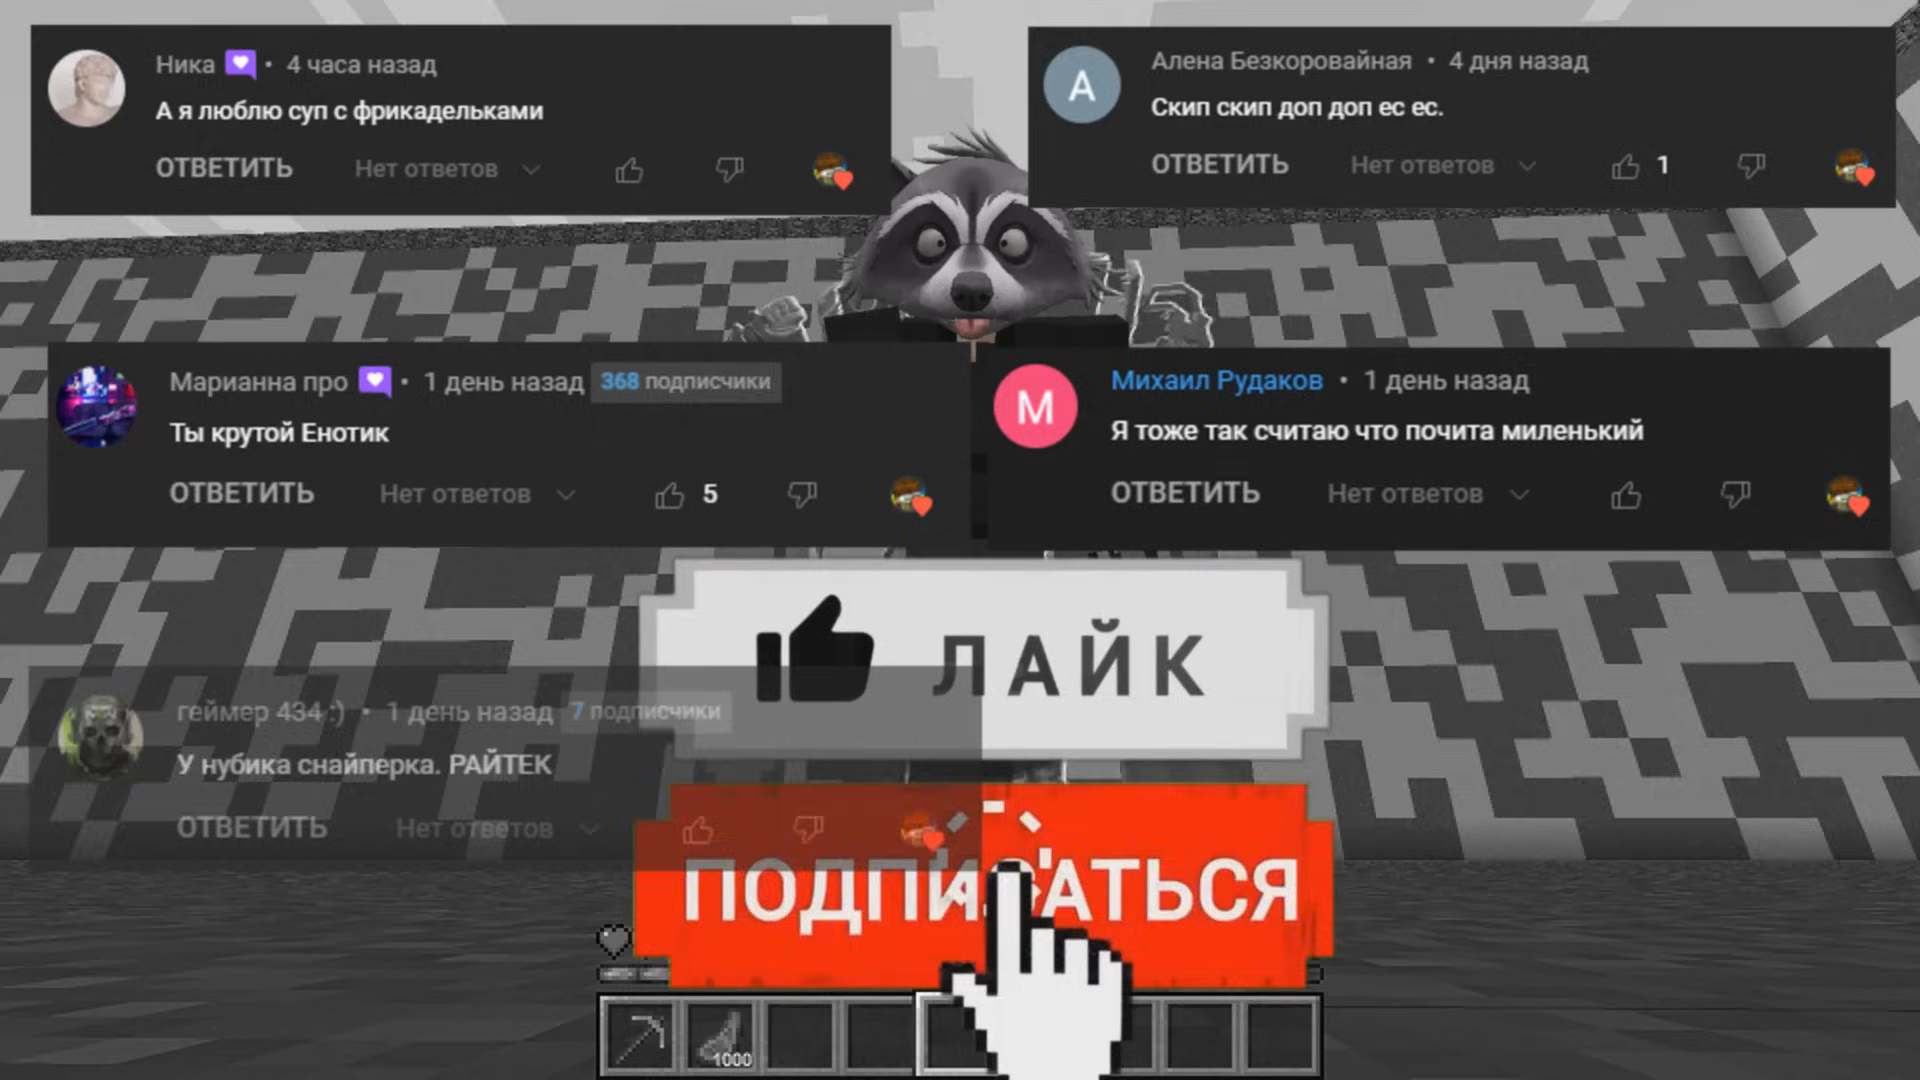 Ника • 4 часа назад
А я люблю суп с фрикадельками
ОТВЕТИТЬ Нет ответов
А
Алена Безкоровайная • 4 дня назад
Скип скип доп доп ес ес.
ОТВЕТИТЬ Нет ответов 1
Марианна про • 1 день назад 368 подписчики
Ты крутой Енотик
ОТВЕТИТЬ Нет ответов 5
М
Михаил Рудаков • 1 день назад
Я тоже так считаю что почита миленький
ОТВЕТИТЬ Нет ответов
ЛАЙК
геймер 434 :) • 1 день назад 7 подписчики
У нубика снайперка. РАЙТЕК
ОТВЕТИТЬ Нет ответов
ПОДПИСАТЬСЯ
1000